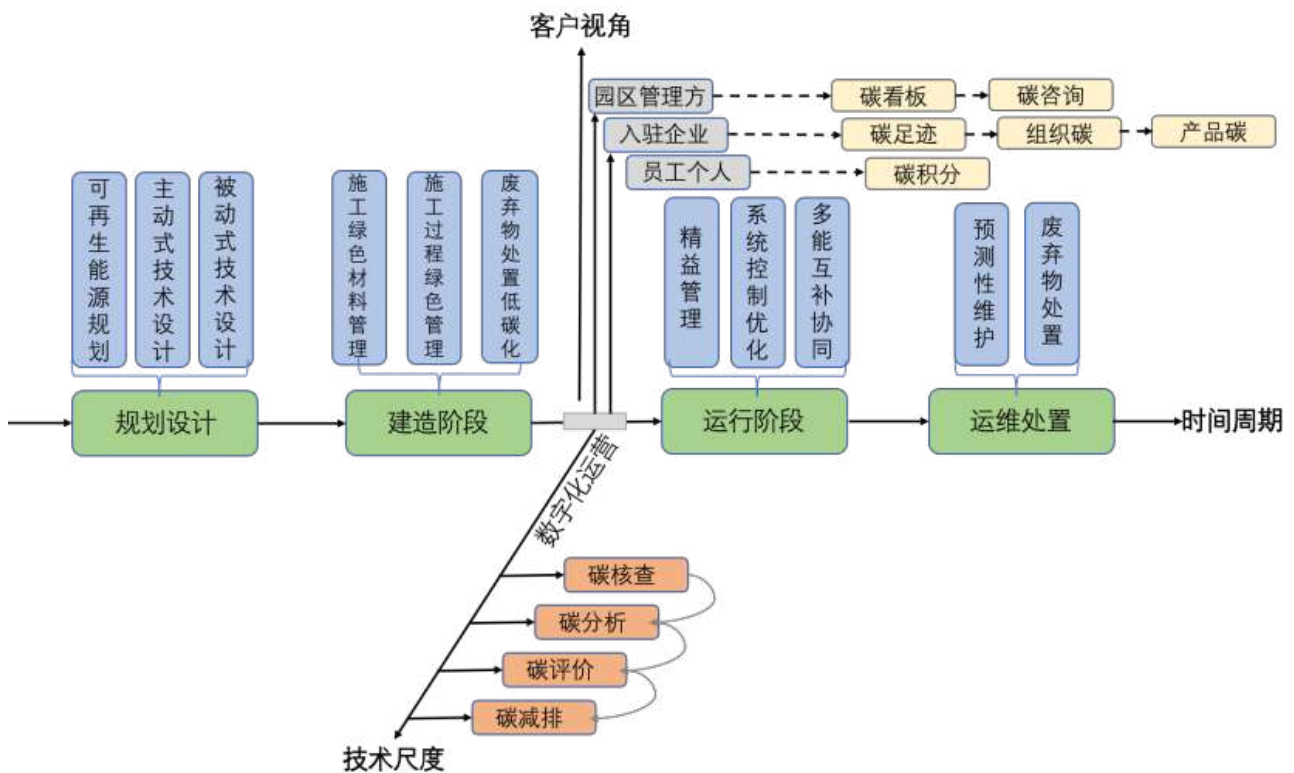 客户视角
园区管理方
碳看板
碳咨询
入驻企业
碳足迹
组织碳
产品碳
员工个人
碳积分
可再生能源规划
主动式技术设计
被动式技术设计
施工绿色材料管理
施工过程绿色管理
废弃物处置低碳化
精益管理
系统控制优化
多能互补协同
预测性维护
废弃物处置
规划设计
建造阶段
运行阶段
运维处置
时间周期
数字化运营
碳核查
碳分析
碳评价
碳减排
技术尺度